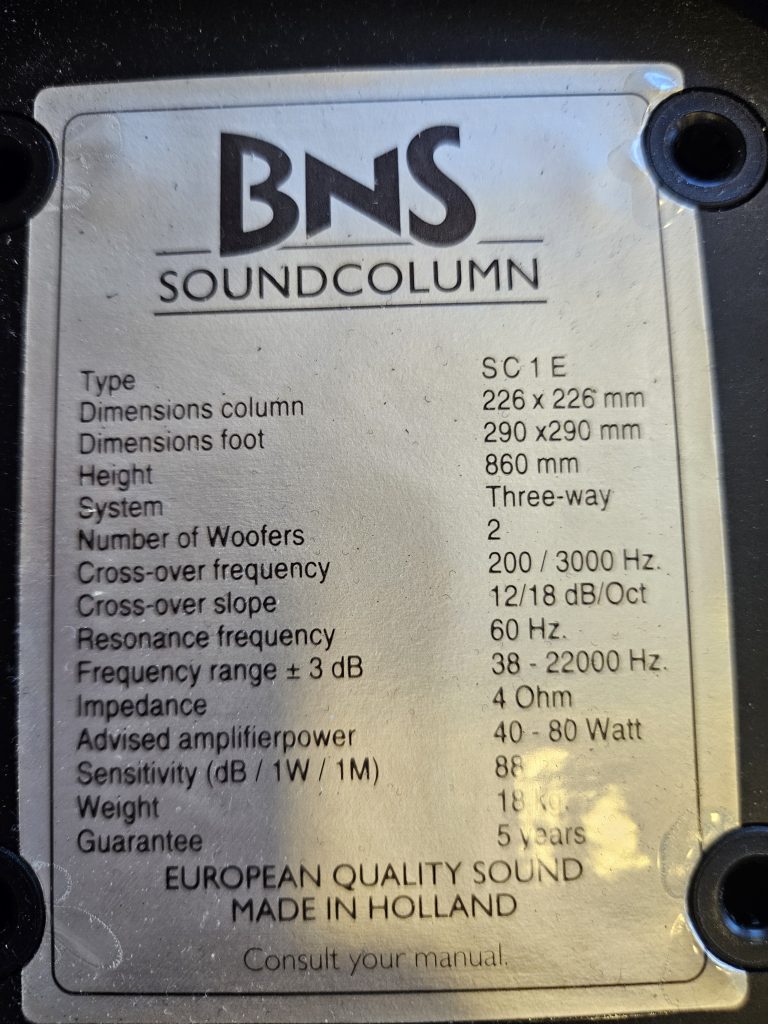 BNS
SOUNDCOLUMN
Type SC1E
Dimensions column 226 x 226 mm
Dimensions foot 290 x290 mm
Height 860 mm
System Three-way
Number of Woofers 2
Cross-over frequency 200 / 3000 Hz.
Cross-over slope 12/18 dB/Oct
Resonance frequency 60 Hz.
Frequency range ± 3 dB 38 - 22000 Hz.
Impedance 4 Ohm
Advised amplifierpower 40 - 80 Watt
Sensitivity (dB / 1W / 1M) 88
Weight 18 kg.
Guarantee 5 years
EUROPEAN QUALITY SOUND
MADE IN HOLLAND
Consult your manual.